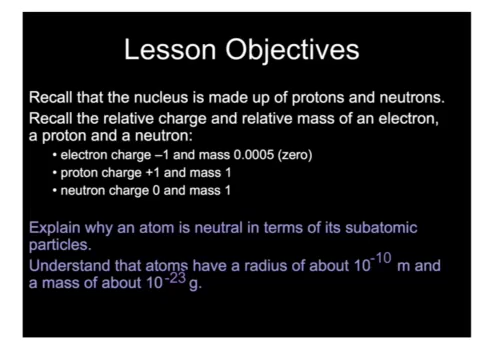 Lesson Objectives
Recall that the nucleus is made up of protons and neutrons.
Recall the relative charge and relative mass of an electron,
a proton and a neutron:
• electron charge –1 and mass 0.0005 (zero)
• proton charge +1 and mass 1
• neutron charge 0 and mass 1
Explain why an atom is neutral in terms of its subatomic
particles.
Understand that atoms have a radius of about 10⁻¹⁰ m and
a mass of about 10⁻²³ g.